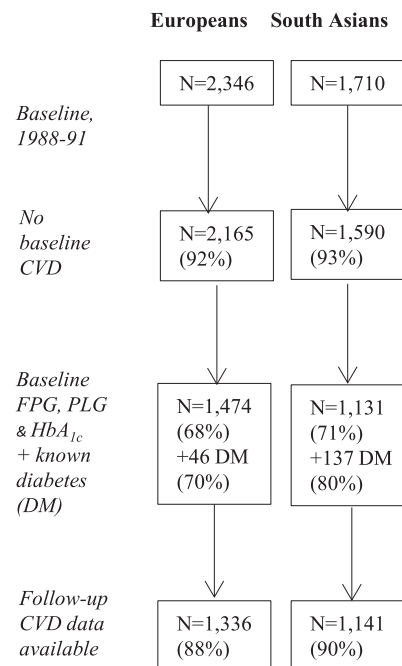 Europeans South Asians
N=2,346 N=1,710
Baseline,
1988-91
No
baseline
CVD
N=2,165
(92%)
N=1,590
(93%)
Baseline
FPG, PLG
& HbA1c
+ known
diabetes
(DM)
N=1,474
(68%)
+46 DM
(70%)
N=1,131
(71%)
+137 DM
(80%)
Follow-up
CVD data
available
N=1,336
(88%)
N=1,141
(90%)